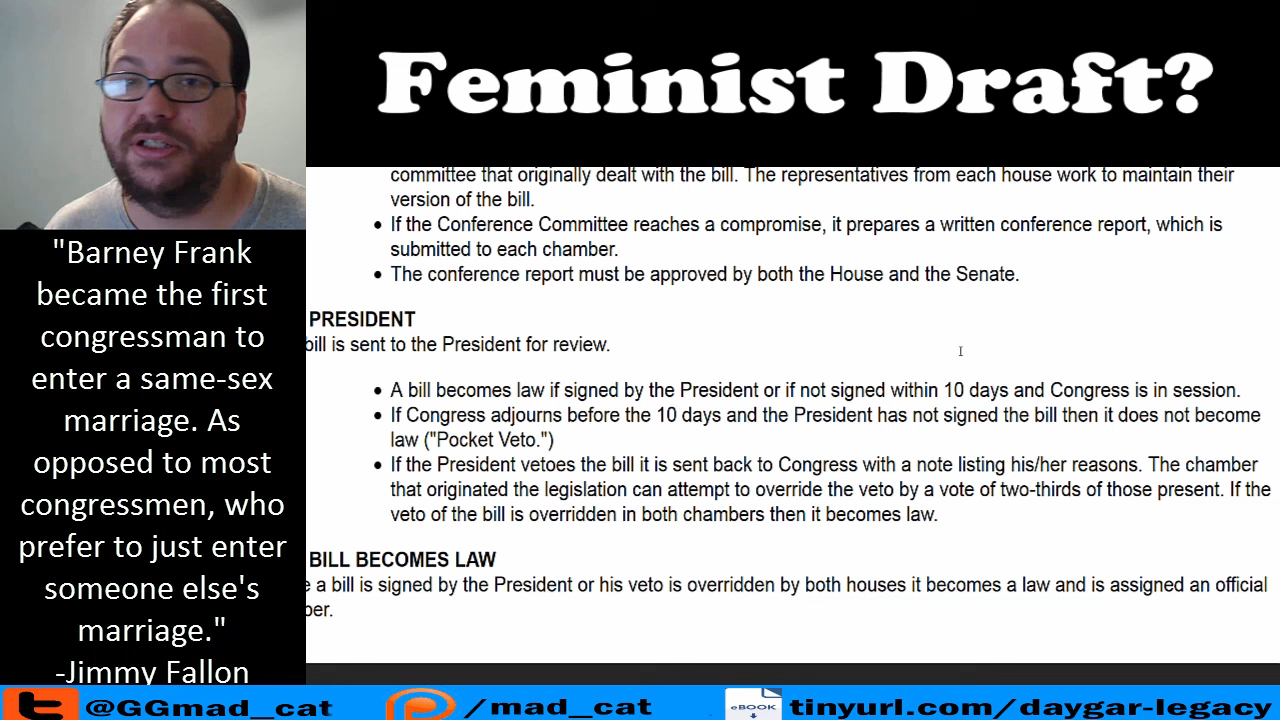 Feminist Draft?
committee that originally dealt with the bill. The representatives from each house work to maintain their
version of the bill.
• If the Conference Committee reaches a compromise, it prepares a written conference report, which is
submitted to each chamber.
• The conference report must be approved by both the House and the Senate.
PRESIDENT
bill is sent to the President for review.
• A bill becomes law if signed by the President or if not signed within 10 days and Congress is in session.
• If Congress adjourns before the 10 days and the President has not signed the bill then it does not become
law ("Pocket Veto.")
• If the President vetoes the bill it is sent back to Congress with a note listing his/her reasons. The chamber
that originated the legislation can attempt to override the veto by a vote of two-thirds of those present. If the
veto of the bill is overridden in both chambers then it becomes law.
BILL BECOMES LAW
a bill is signed by the President or his veto is overridden by both houses it becomes a law and is assigned an official
"Barney Frank
became the first
congressman to
enter a same-sex
marriage. As
opposed to most
congressmen, who
prefer to just enter
someone else's
marriage."
-Jimmy Fallon
@GGmad_cat
/mad_cat
eBOOK
tinyurl.com/daygar-legacy